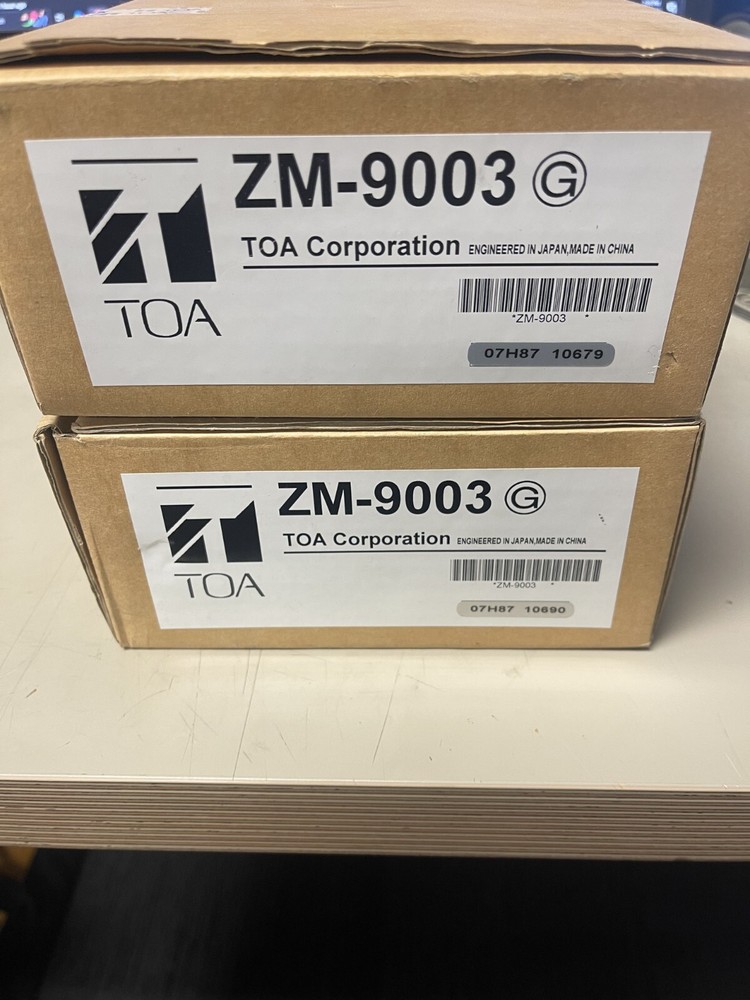 ZM-9003 G
TOA Corporation ENGINEERED IN JAPAN,MADE IN CHINA
*ZM-9003 *
TOA
07H87 10679
ZM-9003 G
TOA Corporation ENGINEERED IN JAPAN,MADE IN CHINA
*ZM-9003 *
TOA
07H87 10690